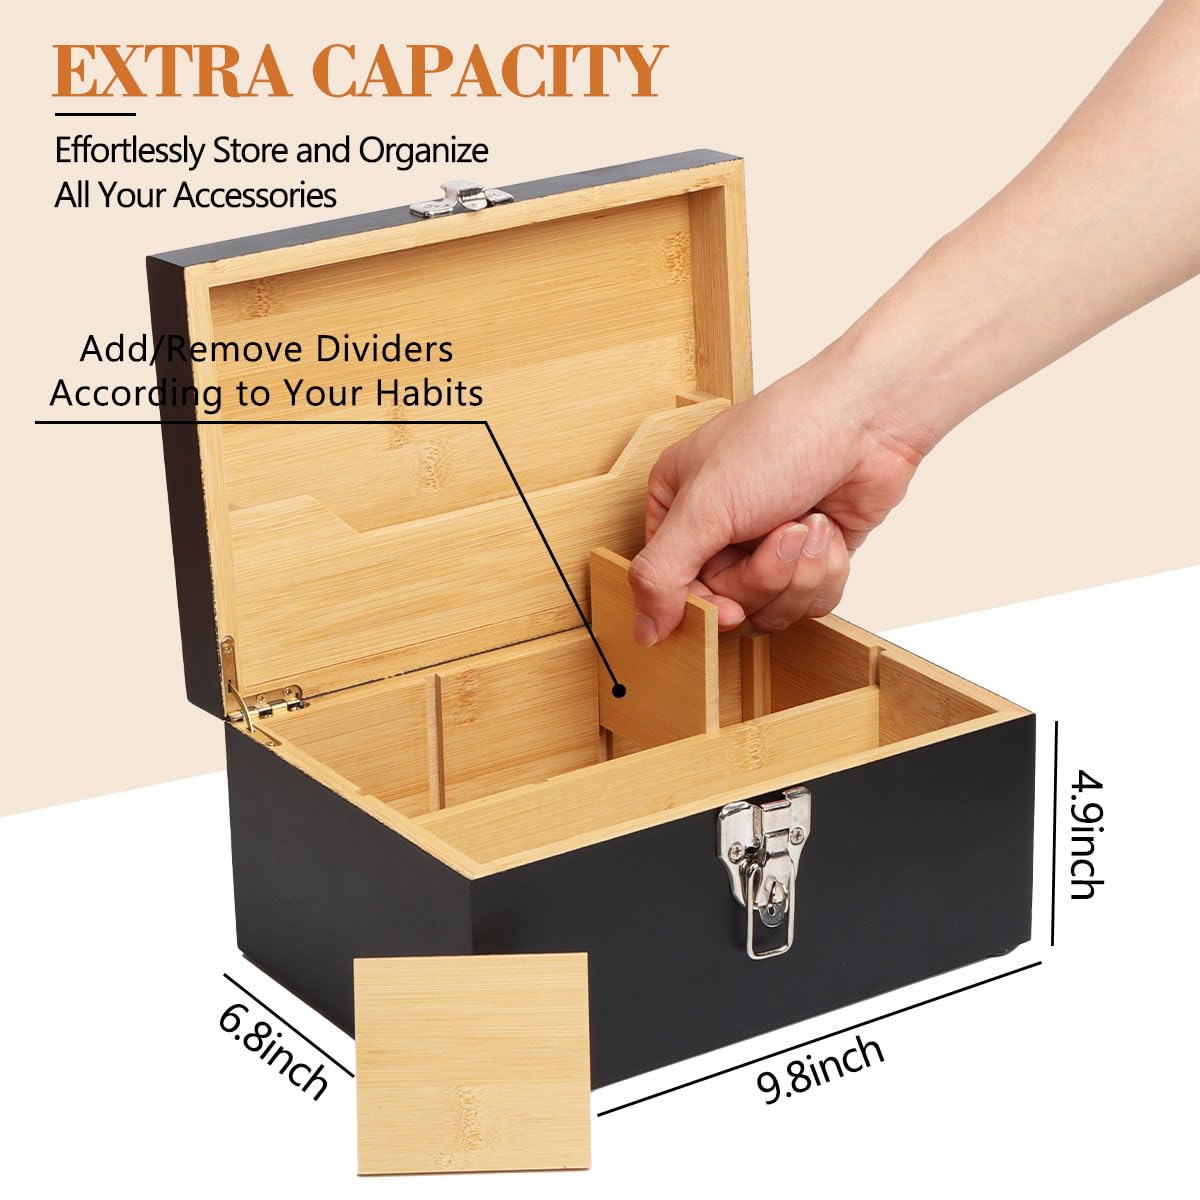 EXTRA CAPACITY
Effortlessly Store and Organize
All Your Accessories
Add/Remove Dividers
According to Your Habits
4.9inch
6.8inch
9.8inch